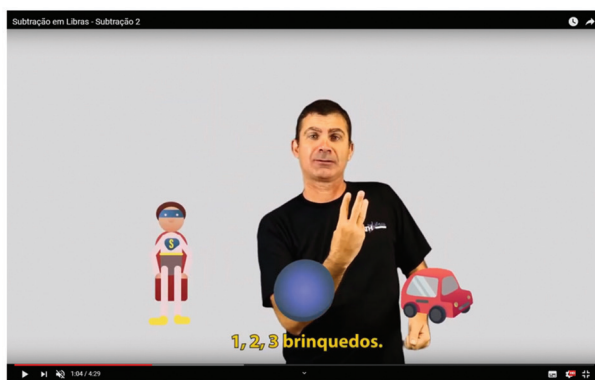 Subtração em Libras - Subtração 2
S
1, 2, 3 brinquedos.
1:04 / 4:29